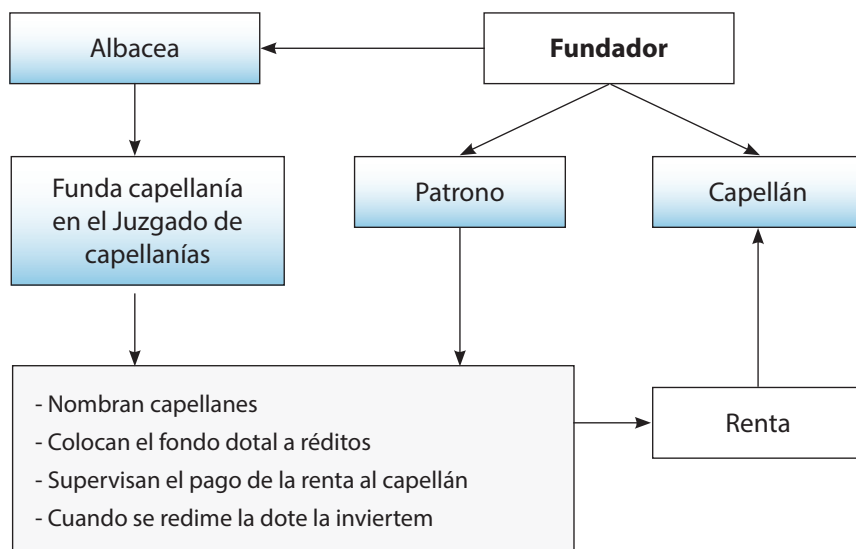 Albacea
Fundador
Funda capellanía
en el Juzgado de
capellanías
Patrono
Capellán
- Nombran capellanes
- Colocan el fondo dotal a réditos
- Supervisan el pago de la renta al capellán
- Cuando se redime la dote la inviertem
Renta